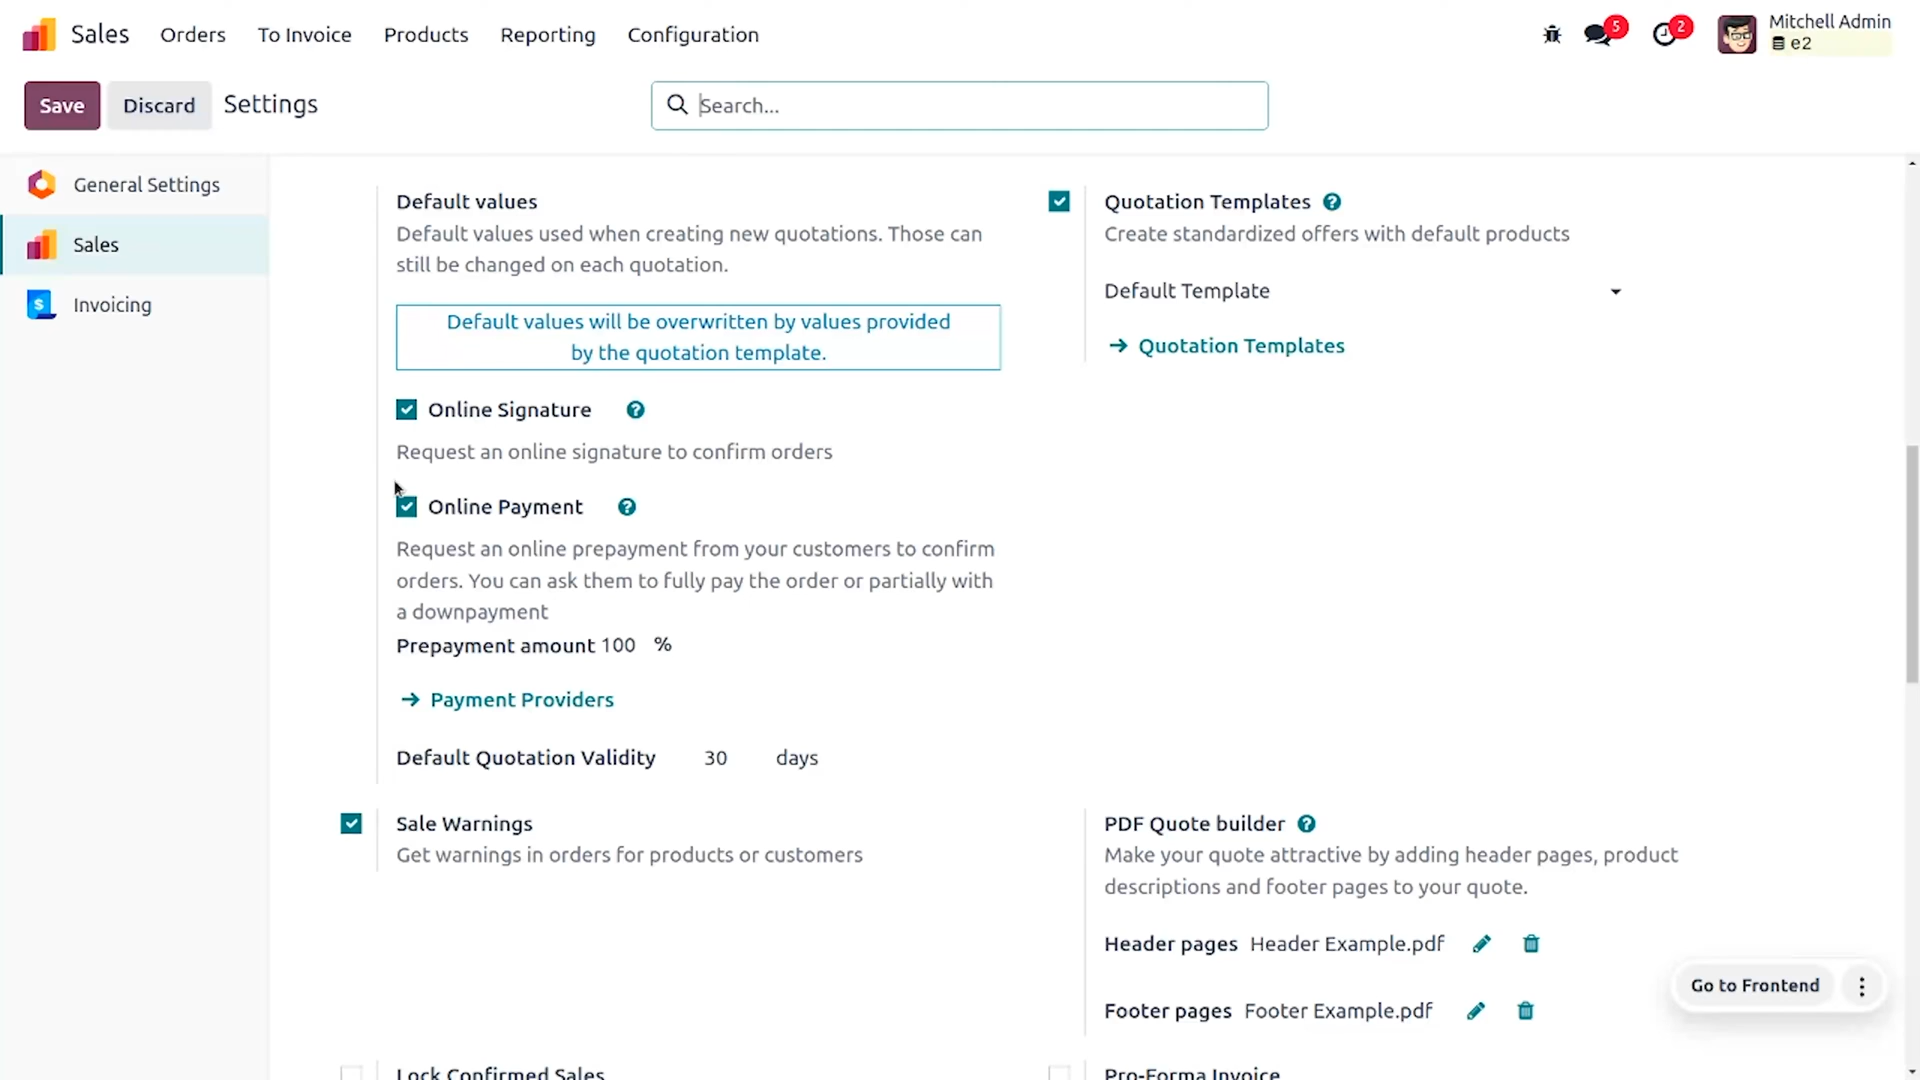 Sales Orders To Invoice Products Reporting Configuration 5 2 Mitchell Admin
e2
Save Discard Settings Search...
General Settings
Sales
Invoicing
Default values
Default values used when creating new quotations. Those can
still be changed on each quotation.
Default values will be overwritten by values provided
by the quotation template.
Online Signature ?
Request an online signature to confirm orders
Online Payment ?
Request an online prepayment from your customers to confirm
orders. You can ask them to fully pay the order or partially with
a downpayment
Prepayment amount 100 %
→ Payment Providers
Default Quotation Validity 30 days
Quotation Templates ?
Create standardized offers with default products
Default Template
→ Quotation Templates
Sale Warnings
Get warnings in orders for products or customers
PDF Quote builder ?
Make your quote attractive by adding header pages, product
descriptions and footer pages to your quote.
Header pages Header Example.pdf
Footer pages Footer Example.pdf
Go to Frontend
Lock Confirmed Sales
Pro-Forma Invoice